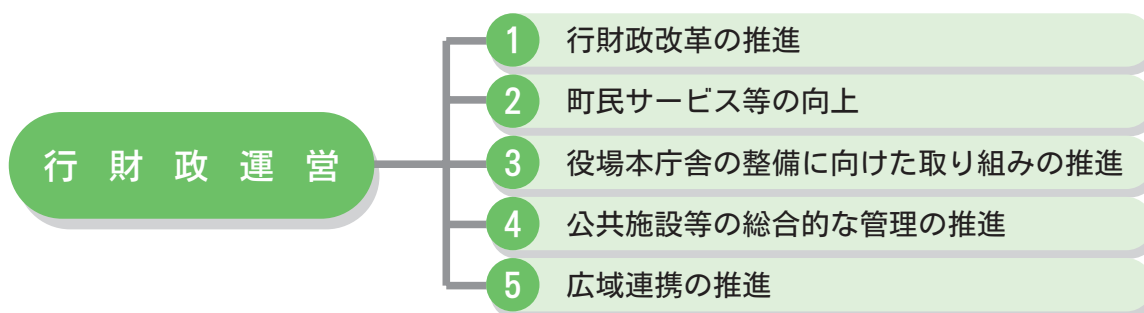 行財政運営
1 行財政改革の推進
2 町民サービス等の向上
3 役場本庁舎の整備に向けた取り組みの推進
4 公共施設等の総合的な管理の推進
5 広域連携の推進